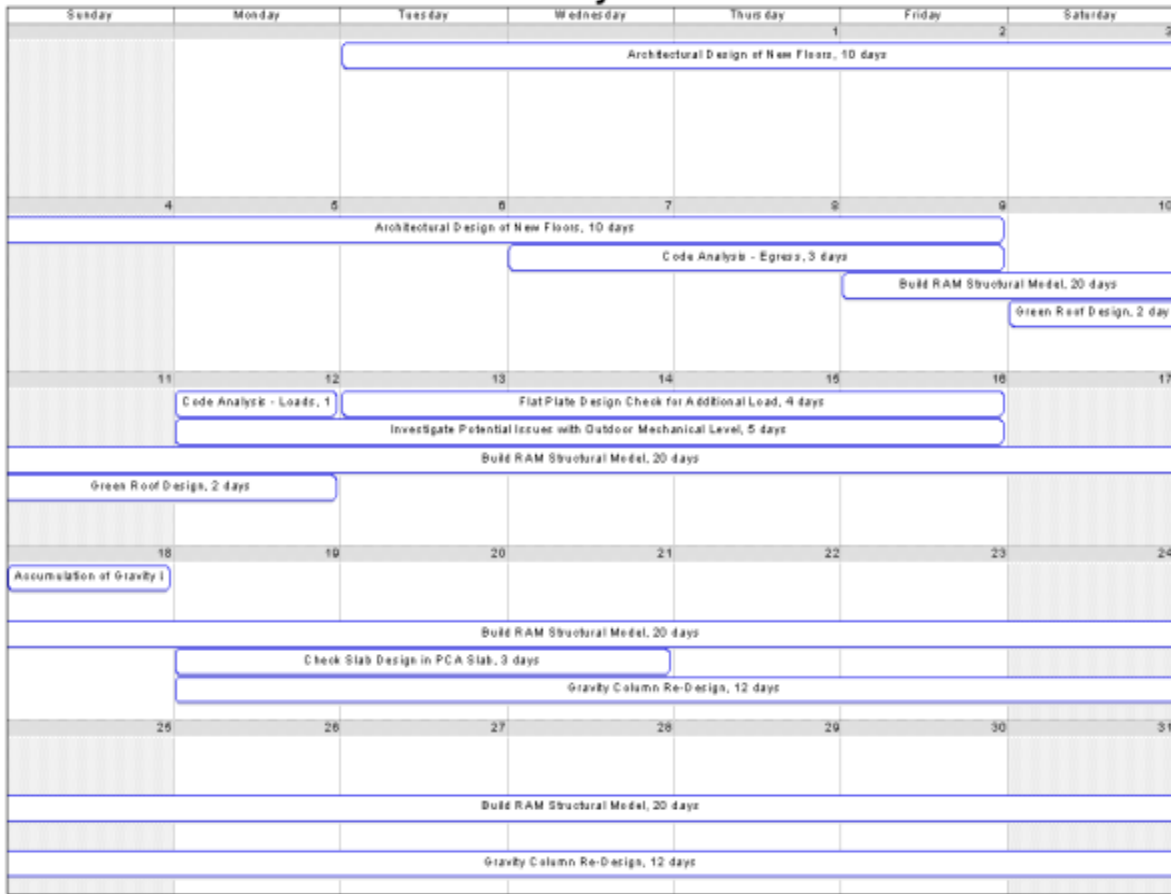 Sunday Monday Tuesday Wednesday Thursday Friday Saturday
1 2 3
Architectural Design of New Floors, 10 days
4 5 6 7 8 9 10
Architectural Design of New Floors, 10 days
Code Analysis - Egress, 3 days
Build RAM Structural Model, 20 days
Green Roof Design, 2 day
11 12 13 14 15 16 17
Code Analysis - Loads, 1 Flat Plate Design Check for Additional Load, 4 days
Investigate Potential Issues with Outdoor Mechanical Level, 5 days
Build RAM Structural Model, 20 days
Green Roof Design, 2 days
18 19 20 21 22 23 24
Accumulation of Gravity
Build RAM Structural Model, 20 days
Check Slab Design in PCA Slab, 3 days
Gravity Column Re-Design, 12 days
25 26 27 28 29 30 31
Build RAM Structural Model, 20 days
Gravity Column Re-Design, 12 days